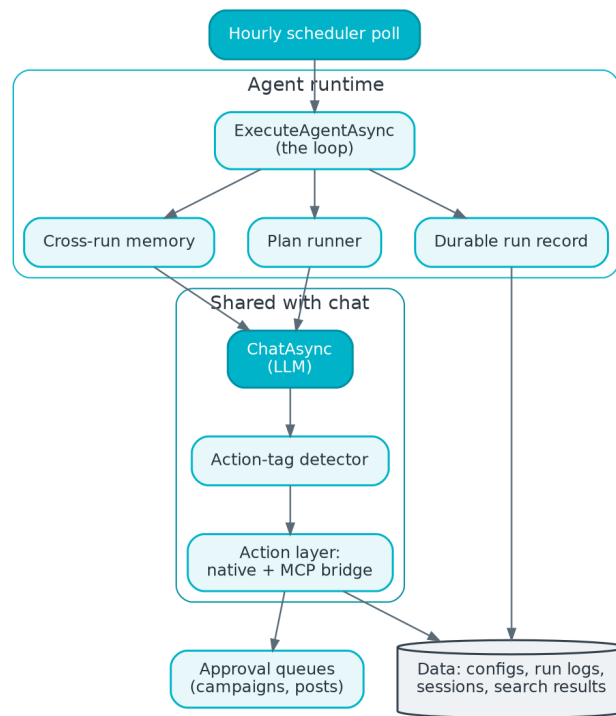 Hourly scheduler poll
Agent runtime
ExecuteAgentAsync
(the loop)
Cross-run memory
Plan runner
Durable run record
Shared with chat
ChatAsync
(LLM)
Action-tag detector
Action layer:
native + MCP bridge
Approval queues
(campaigns, posts)
Data: configs, run logs,
sessions, search results